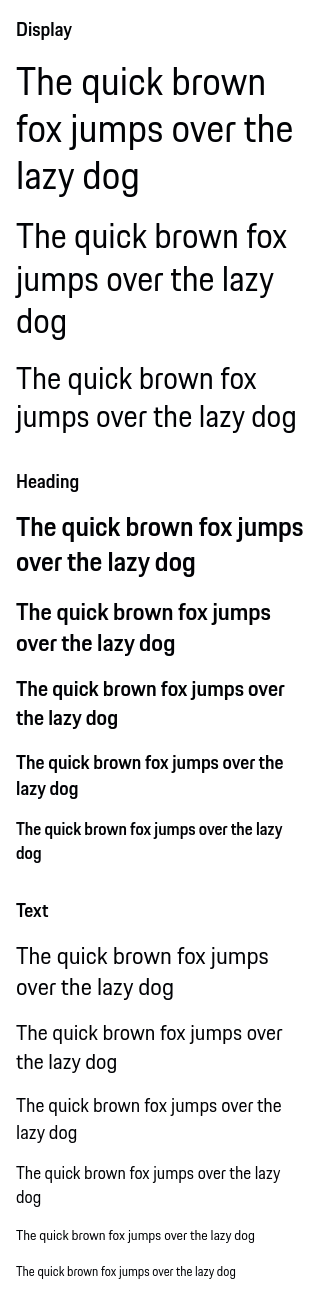 Display
The quick brown
fox jumps over the
lazy dog
The quick brown fox
jumps over the lazy
dog
The quick brown fox
jumps over the lazy dog
Heading
The quick brown fox jumps
over the lazy dog
The quick brown fox jumps
over the lazy dog
The quick brown fox jumps over
the lazy dog
The quick brown fox jumps over the
lazy dog
The quick brown fox jumps over the lazy
dog
Text
The quick brown fox jumps
over the lazy dog
The quick brown fox jumps over
the lazy dog
The quick brown fox jumps over the
lazy dog
The quick brown fox jumps over the lazy
dog
The quick brown fox jumps over the lazy dog
The quick brown fox jumps over the lazy dog